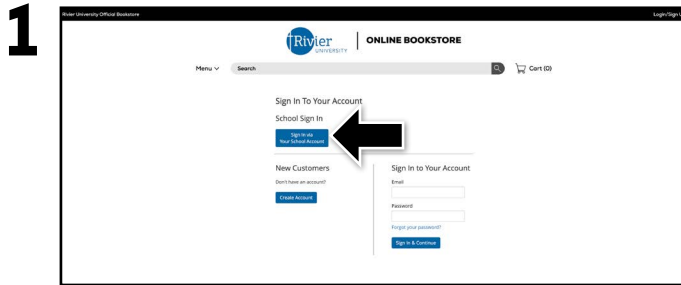 1
Rivier University Official Bookstore
Login/Sign U
Rivier
UNIVERSITY
ONLINE BOOKSTORE
Menu
Search
Cart (0)
Sign In To Your Account
School Sign In
Sign In via
Your School Account
New Customers
Don't have an account?
Create Account
Sign In to Your Account
Email
Password
Forgot your password?
Sign In & Continue